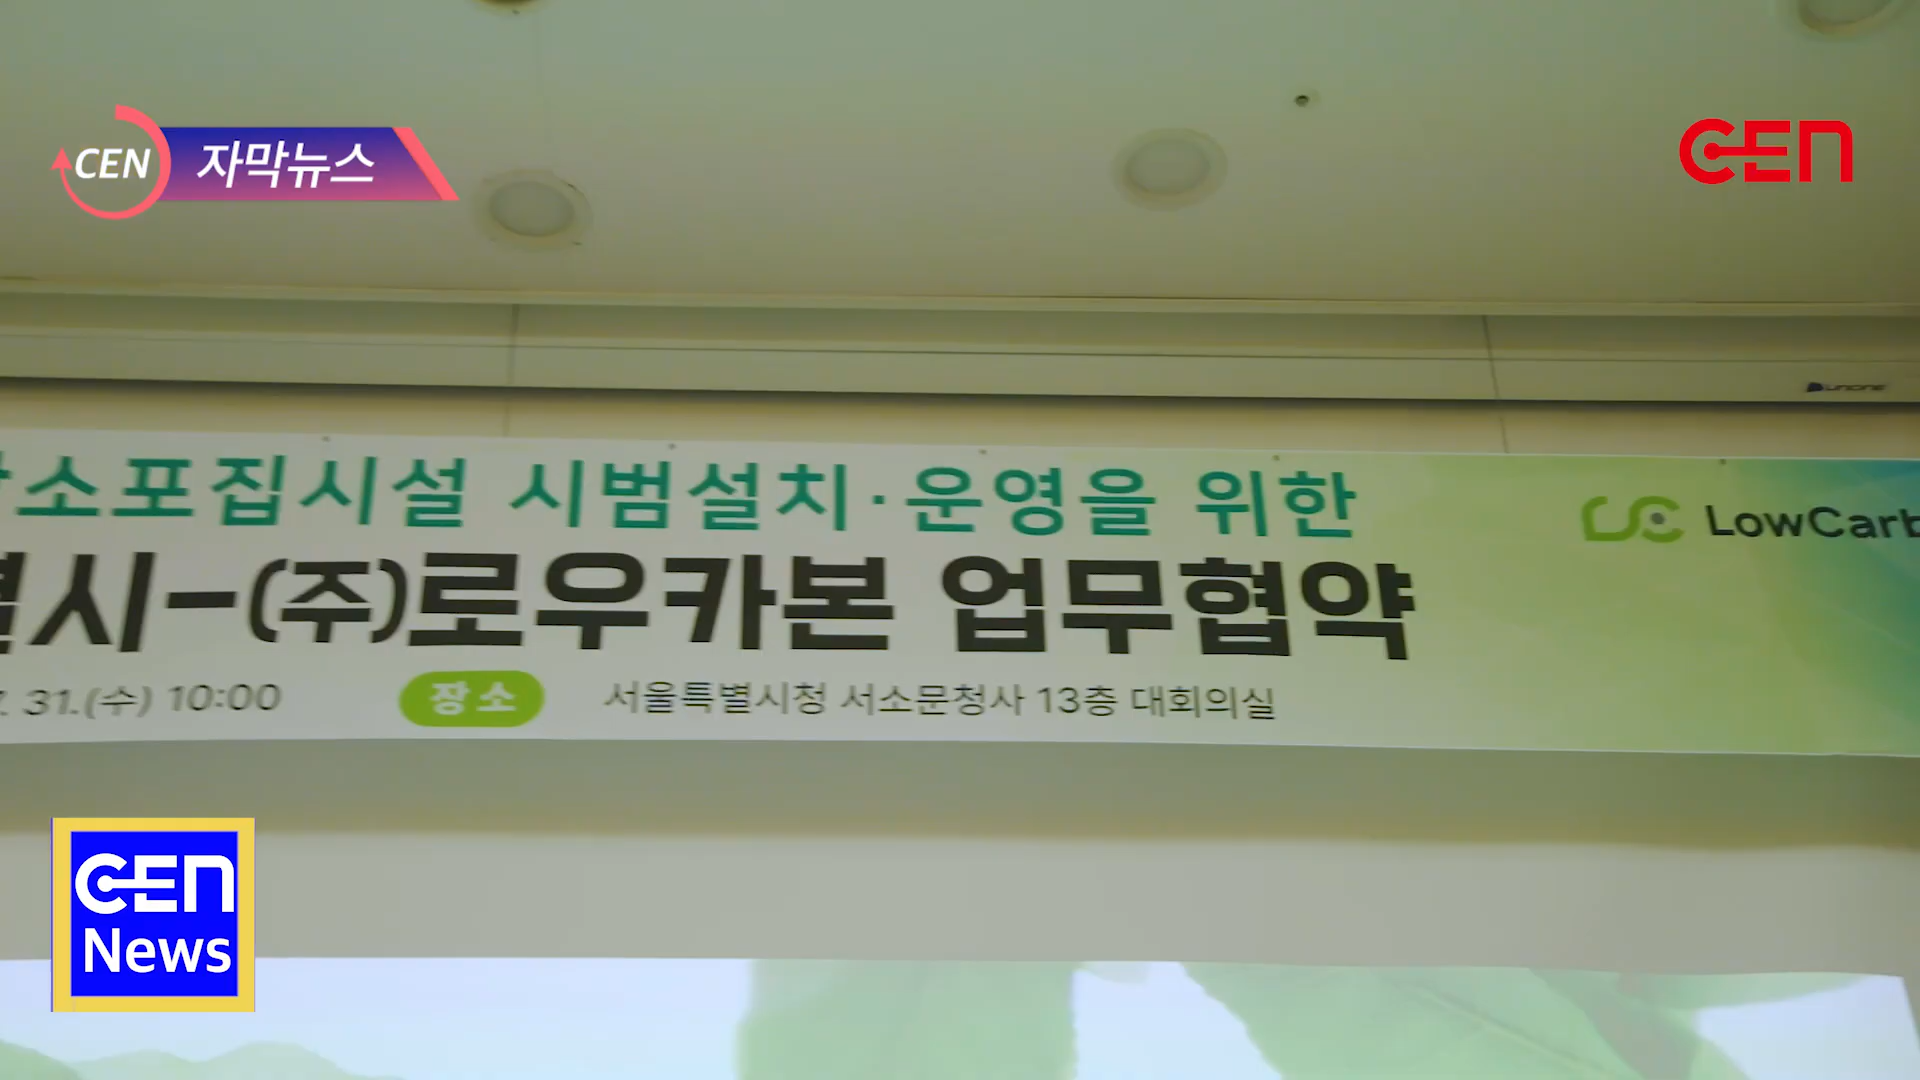 CEN 자막뉴스
CEN
소포집시설 시범설치·운영을 위한
LowCarb
시-(주)로우카본 업무협약
31.(수) 10:00
장소
서울특별시청 서소문청사 13층 대회의실
CEN
News